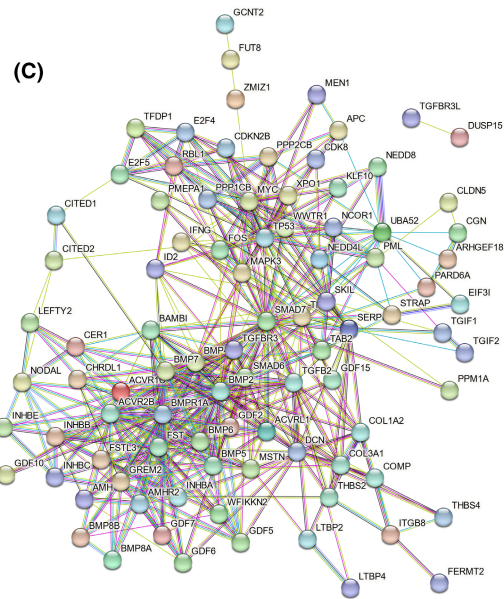 GCNT2
FUT8
(C)
ZMIZ1
MEN1
TGFBR3L
DUSP15
TFDP1
E2F4
APC
RBL1
CDKN2B
PPP2CB
CDK8
E2F5
NEDD8
PMEPA1
PPP1CB
MYC
XPO1
KLF10
CLDN5
CITED1
WWTR1
NCOR1
UBA52
CGN
IFNG
FOS
TP53
CITED2
NEDD4L
PML
ARHGEF18
ID2
MAPK3
PARD6A
SKIL
EIF3I
LEFTY2
SMAD7
T
SERP
STRAP
TGIF1
BAMBI
CER1
BMP7
BMP
TGFBR3
TAB2
TGIF2
NODAL
CHRDL1
SMAD6
ACVR1C
BMP2
TGFB2
GDF15
PPM1A
INHBE
ACVR2B
BMPR1A
INHBB
FST
GDF2
ACVRL1
COL1A2
FSTL3
BMP6
DCN
GDF10
INHBC
GREM2
BMP5
MSTN
COL3A1
COMP
AMH
AMHR2
INHBA
WFIKKN2
THBS2
THBS4
BMP8B
GDF7
GDF5
LTBP2
ITGB8
BMP8A
GDF6
LTBP4
FERMT2